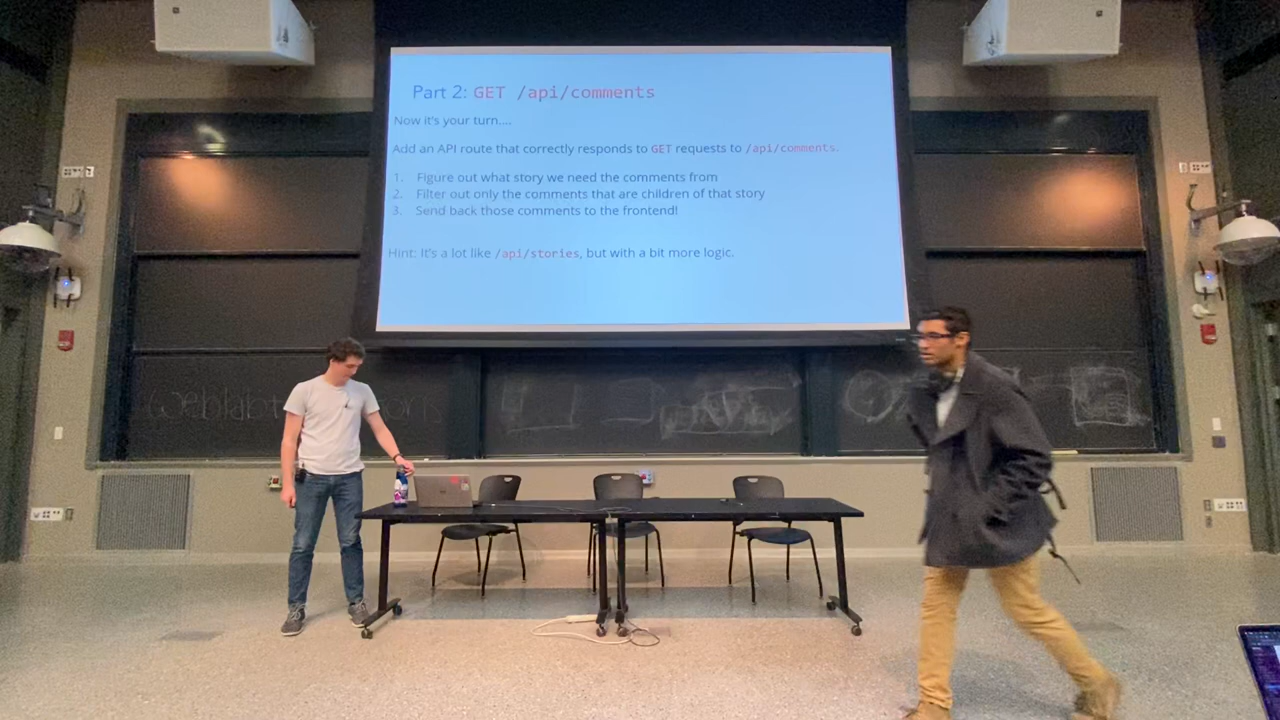 Part 2: GET /api/comments
Now it's your turn....
Add an API route that correctly responds to GET requests to /api/comments.
1. Figure out what story we need the comments from
2. Filter out only the comments that are children of that story
3. Send back those comments to the frontend!
Hint: It's a lot like /api/stories, but with a bit more logic.